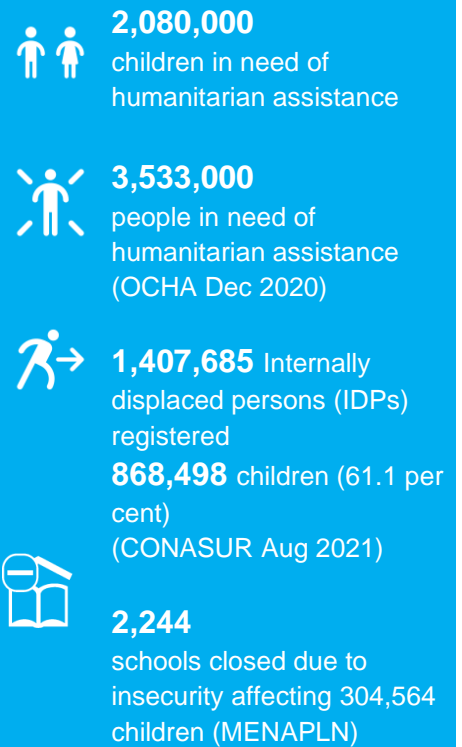 2,080,000
children in need of
humanitarian assistance
3,533,000
people in need of
humanitarian assistance
(OCHA Dec 2020)
1,407,685 Internally
displaced persons (IDPs)
registered
868,498 children (61.1 per
cent)
(CONASUR Aug 2021)
2,244
schools closed due to
insecurity affecting 304,564
children (MENAPLN)